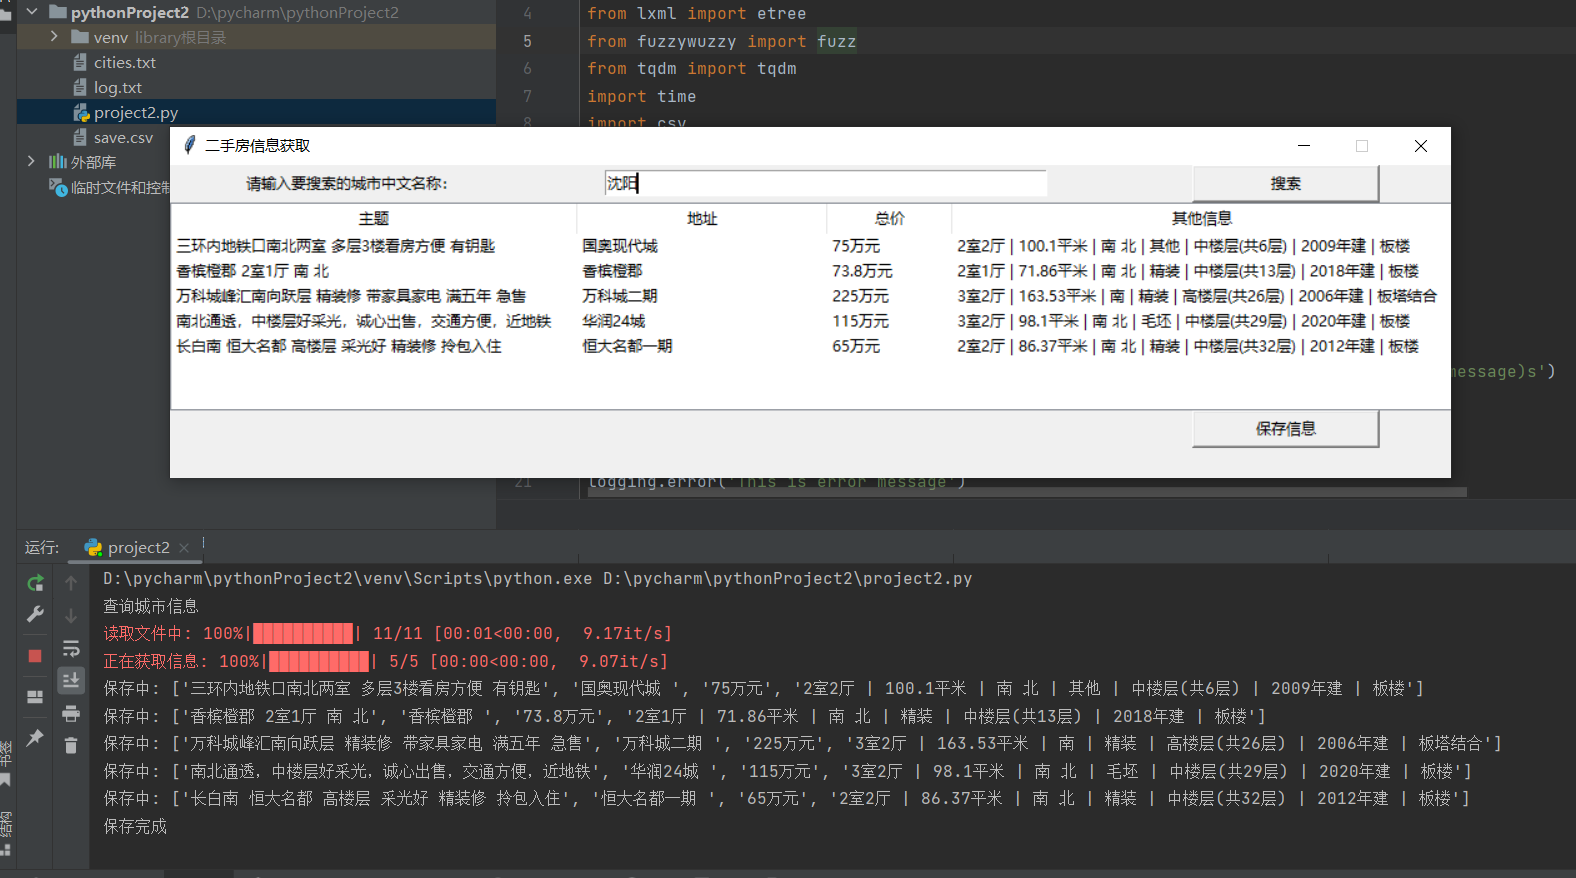 pythonProject2 D:\pycharm\pythonProject2
venv library根目录
cities.txt
log.txt
project2.py
save.csv
外部库
临时文件和控制
4 from lxml import etree
5 from fuzzywuzzy import fuzz
6 from tqdm import tqdm
7 import time
8 import csv
message)s')
21 logging.error('This is error message')
二手房信息获取
请输入要搜索的城市中文名称: 沈阳 搜索
主题 地址 总价 其他信息
三环内地铁口南北两室 多层3楼看房方便 有钥匙 国奥现代城 75万元 2室2厅 | 100.1平米 | 南 北 | 其他 | 中楼层(共6层) | 2009年建 | 板楼
香槟橙郡 2室1厅 南 北 香槟橙郡 73.8万元 2室1厅 | 71.86平米 | 南 北 | 精装 | 中楼层(共13层) | 2018年建 | 板楼
万科城峰汇南向跃层 精装修 带家具家电 满五年 急售 万科城二期 225万元 3室2厅 | 163.53平米 | 南 | 精装 | 高楼层(共26层) | 2006年建 | 板塔结合
南北通透，中楼层好采光，诚心出售，交通方便，近地铁 华润24城 115万元 3室2厅 | 98.1平米 | 南 北 | 毛坯 | 中楼层(共29层) | 2020年建 | 板楼
长白南 恒大名都 高楼层 采光好 精装修 拎包入住 恒大名都一期 65万元 2室2厅 | 86.37平米 | 南 北 | 精装 | 中楼层(共32层) | 2012年建 | 板楼
保存信息
运行: project2
D:\pycharm\pythonProject2\venv\Scripts\python.exe D:\pycharm\pythonProject2\project2.py
查询城市信息
读取文件中: 100%|██████████| 11/11 [00:01<00:00, 9.17it/s]
正在获取信息: 100%|██████████| 5/5 [00:00<00:00, 9.07it/s]
保存中: ['三环内地铁口南北两室 多层3楼看房方便 有钥匙', '国奥现代城 ', '75万元', '2室2厅 | 100.1平米 | 南 北 | 其他 | 中楼层(共6层) | 2009年建 | 板楼']
保存中: ['香槟橙郡 2室1厅 南 北', '香槟橙郡 ', '73.8万元', '2室1厅 | 71.86平米 | 南 北 | 精装 | 中楼层(共13层) | 2018年建 | 板楼']
保存中: ['万科城峰汇南向跃层 精装修 带家具家电 满五年 急售', '万科城二期 ', '225万元', '3室2厅 | 163.53平米 | 南 | 精装 | 高楼层(共26层) | 2006年建 | 板塔结合']
保存中: ['南北通透，中楼层好采光，诚心出售，交通方便，近地铁', '华润24城 ', '115万元', '3室2厅 | 98.1平米 | 南 北 | 毛坯 | 中楼层(共29层) | 2020年建 | 板楼']
保存中: ['长白南 恒大名都 高楼层 采光好 精装修 拎包入住', '恒大名都一期 ', '65万元', '2室2厅 | 86.37平米 | 南 北 | 精装 | 中楼层(共32层) | 2012年建 | 板楼']
保存完成
结构